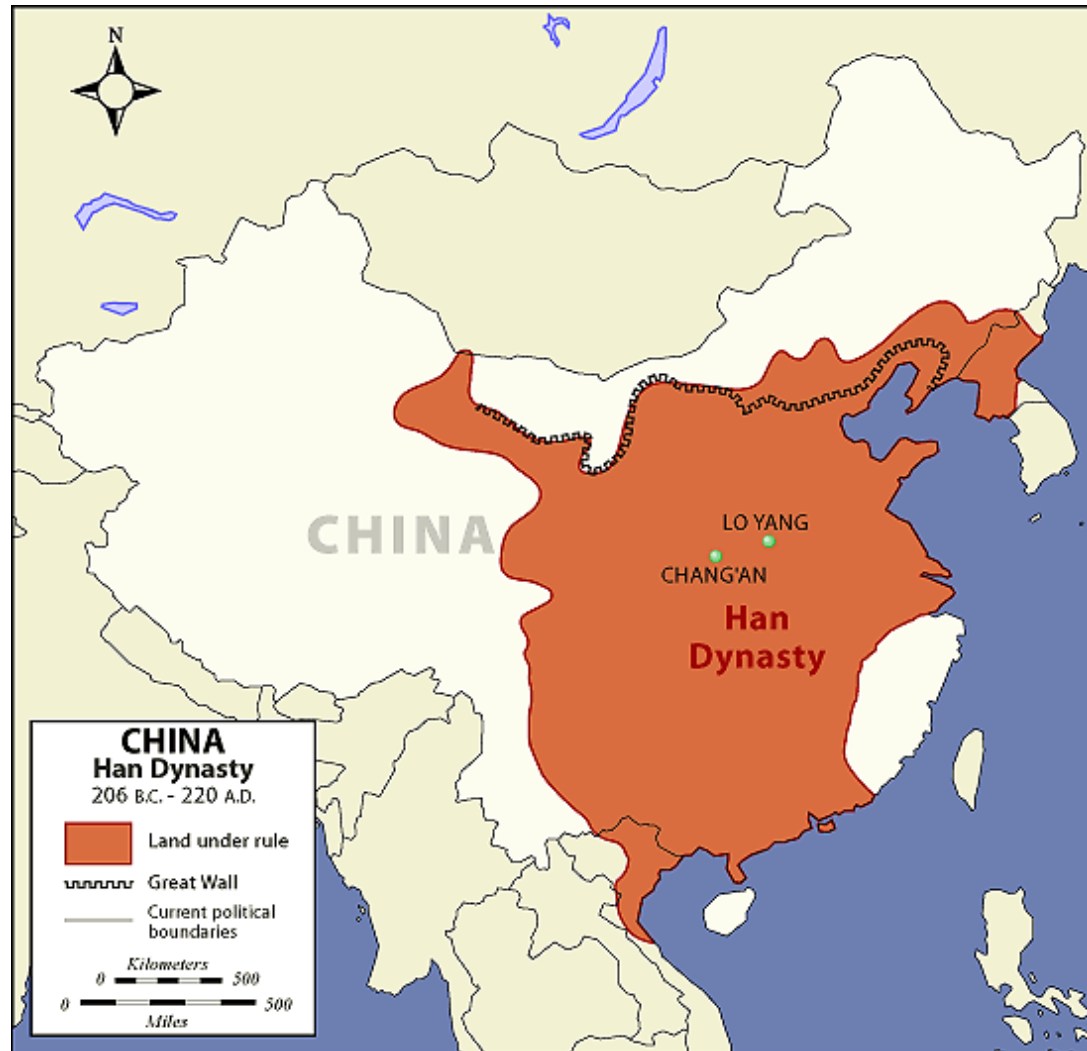 N
CHINA
LO YANG
CHANG'AN
Han
Dynasty
CHINA
Han Dynasty
206 B.C. - 220 A.D.
Land under rule
Great Wall
Current political
boundaries
Kilometers
0 500
0 500
Miles